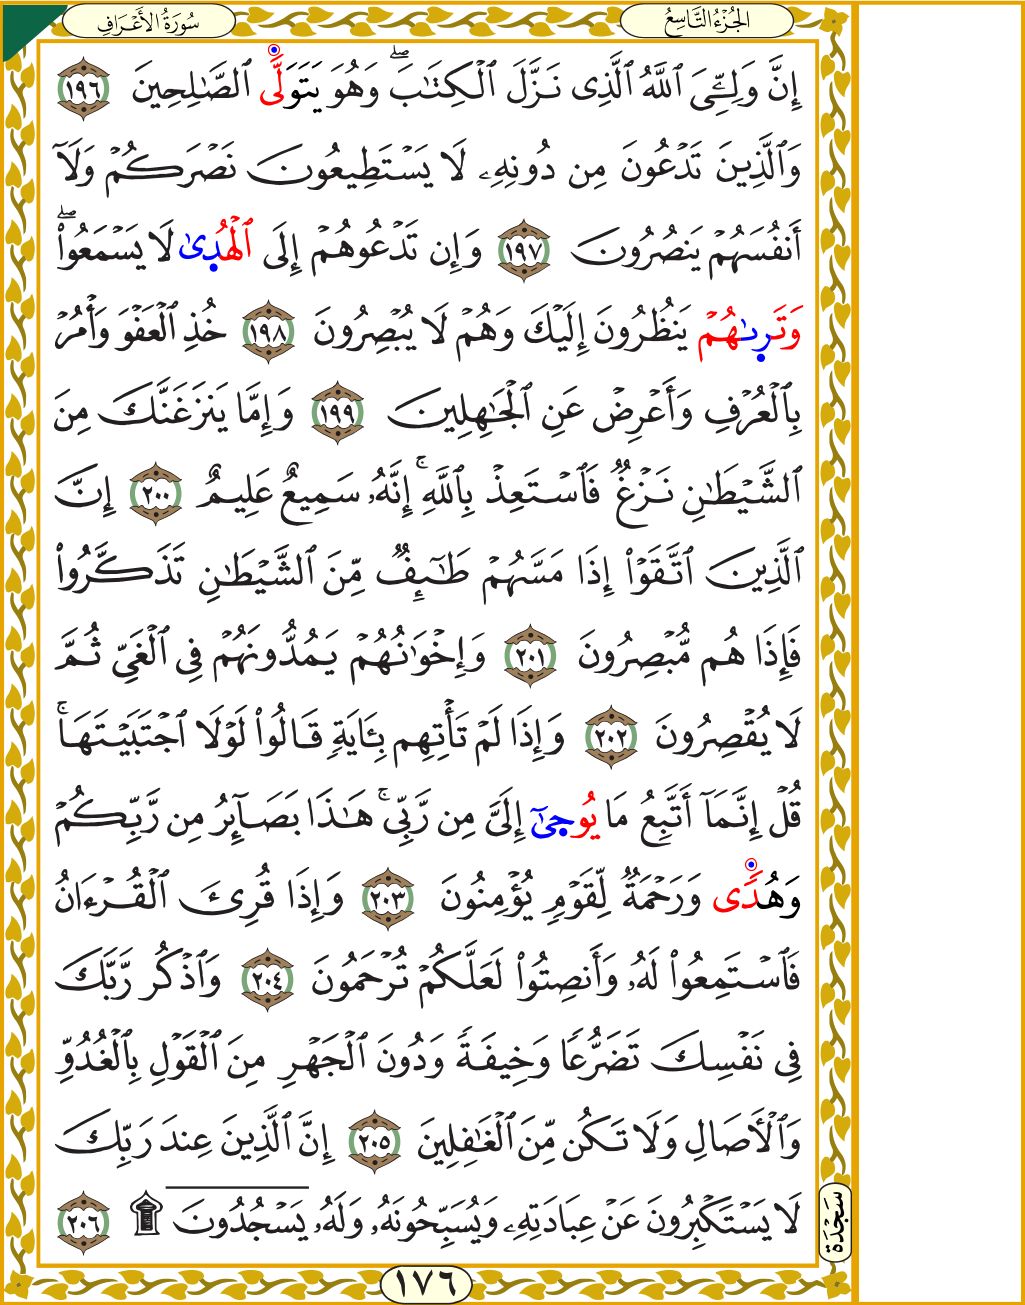 الجُزْءُ التَّاسِعُ
سُورَةُ الأَعْرَافِ
إِنَّ وَلِـِّۧيَ ٱللَّهُ ٱلَّذِى نَزَّلَ ٱلْكِتَٰبَ ۖ وَهُوَ يَتَوَلَّى ٱلصَّٰلِحِينَ ١٩٦
وَٱلَّذِينَ تَدْعُونَ مِن دُونِهِۦ لَا يَسْتَطِيعُونَ نَصْرَكُمْ وَلَآ
أَنفُسَهُمْ يَنصُرُونَ ١٩٧ وَإِن تَدْعُوهُمْ إِلَى ٱلْهُدٜىٰ لَا يَسْمَعُوا۟ ۖ
وَتَرٜىٰهُمْ يَنظُرُونَ إِلَيْكَ وَهُمْ لَا يُبْصِرُونَ ١٩٨ خُذِ ٱلْعَفْوَ وَأْمُرْ
بِٱلْعُرْفِ وَأَعْرِضْ عَنِ ٱلْجَٰهِلِينَ ١٩٩ وَإِمَّا يَنزَغَنَّكَ مِنَ
ٱلشَّيْطَٰنِ نَزْغٌ فَٱسْتَعِذْ بِٱللَّهِ ۚ إِنَّهُۥ سَمِيعٌ عَلِيمٌ ٢٠٠ إِنَّ
ٱلَّذِينَ ٱتَّقَوْا۟ إِذَا مَسَّهُمْ طَٰٓئِفٌ مِّنَ ٱلشَّيْطَٰنِ تَذَكَّرُوا۟
فَإِذَا هُم مُّبْصِرُونَ ٢٠١ وَإِخْوَٰنُهُمْ يَمُدُّونَهُمْ فِى ٱلْغَىِّ ثُمَّ
لَا يُقْصِرُونَ ٢٠٢ وَإِذَا لَمْ تَأْتِهِم بِـَٔايَةٍ قَالُوا۟ لَوْلَا ٱجْتَبَيْتَهَا ۚ
قُلْ إِنَّمَآ أَتَّبِعُ مَا يُوحٜىٰٓ إِلَىَّ مِن رَّبِّى ۚ هَٰذَا بَصَآئِرُ مِن رَّبِّكُمْ
وَهُدًى وَرَحْمَةٌ لِّقَوْمٍ يُؤْمِنُونَ ٢٠٣ وَإِذَا قُرِئَ ٱلْقُرْءَانُ
فَٱسْتَمِعُوا۟ لَهُۥ وَأَنصِتُوا۟ لَعَلَّكُمْ تُرْحَمُونَ ٢٠٤ وَٱذْكُر رَّبَّكَ
فِى نَفْسِكَ تَضَرُّعًا وَخِيفَةً وَدُونَ ٱلْجَهْرِ مِنَ ٱلْقَوْلِ بِٱلْغُدُوِّ
وَٱلْأَصَالِ وَلَا تَكُن مِّنَ ٱلْغَٰفِلِينَ ٢٠٥ إِنَّ ٱلَّذِينَ عِندَ رَبِّكَ
لَا يَسْتَكْبِرُونَ عَنْ عِبَادَتِهِۦ وَيُسَبِّحُونَهُۥ وَلَهُۥ يَسْجُدُونَ ۩ ٢٠٦
سَجْدَة
١٧٦